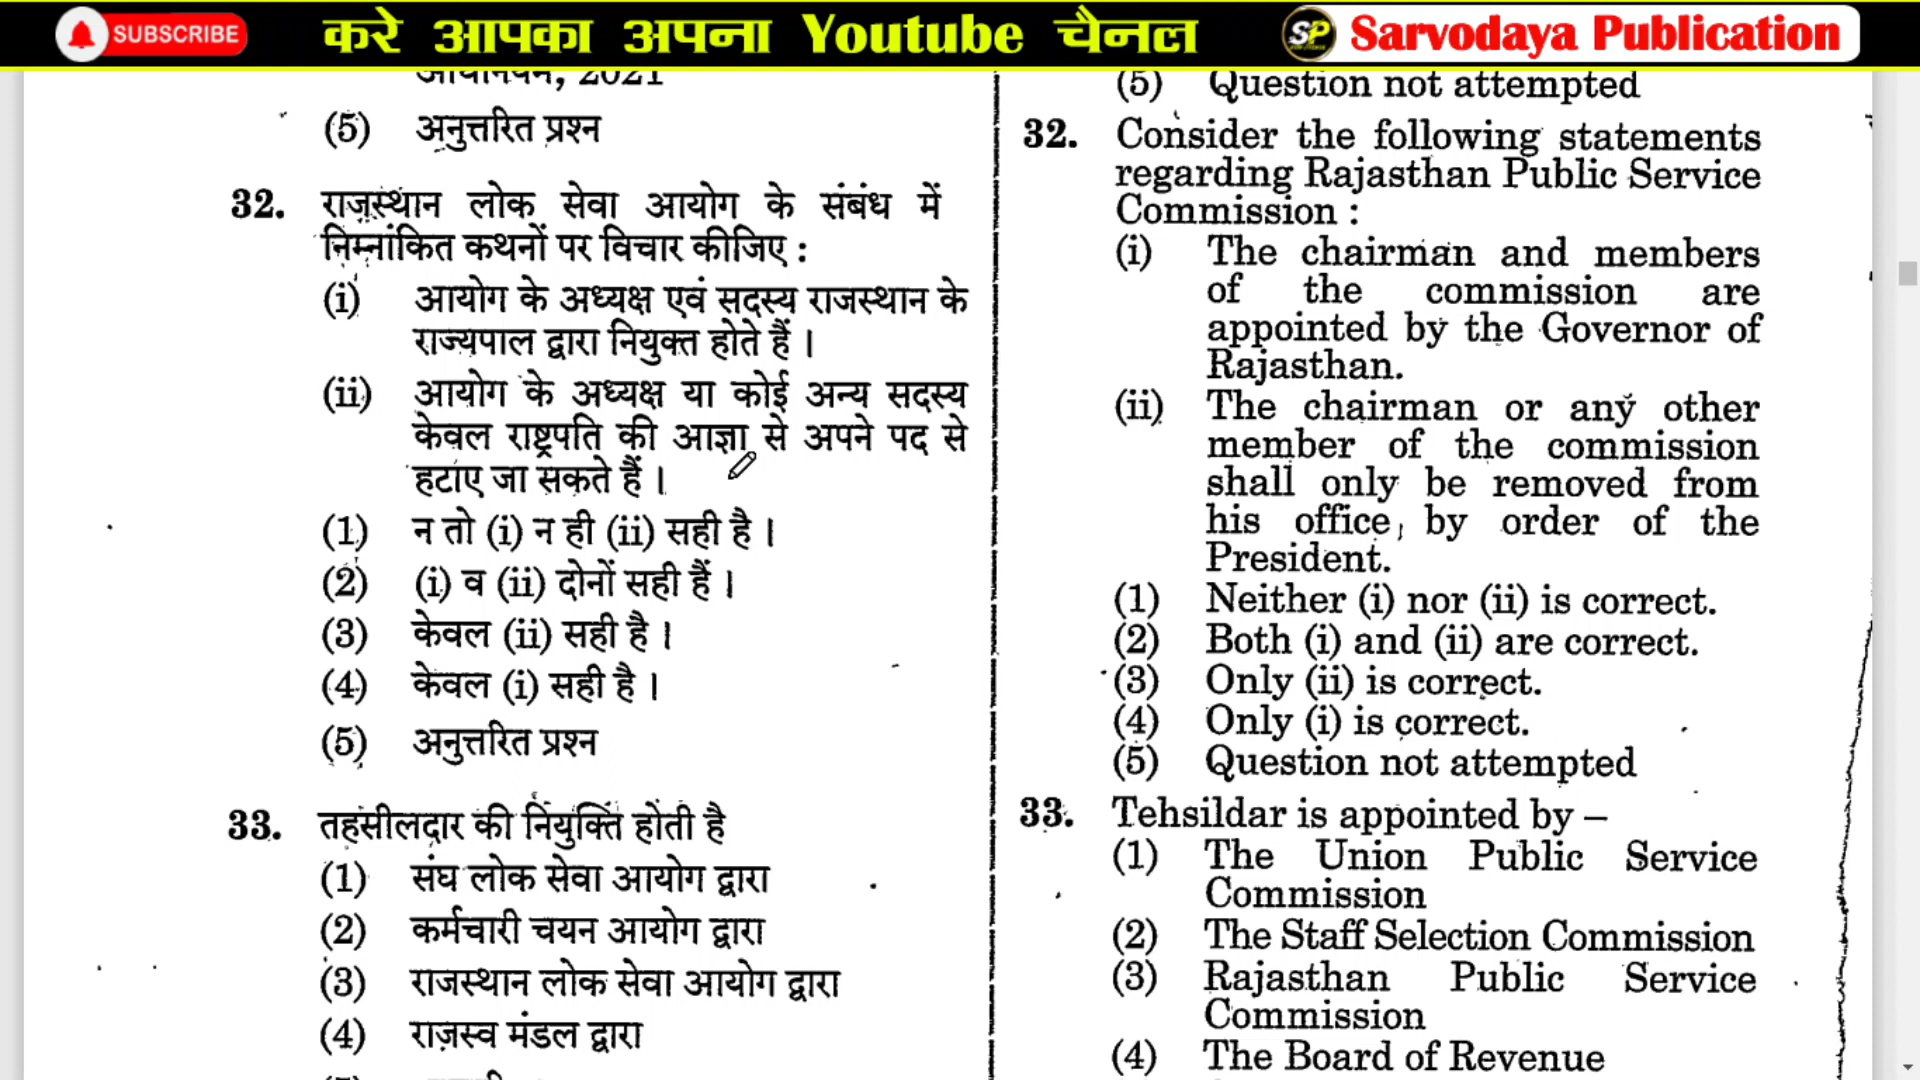 SUBSCRIBE करे आपका अपना Youtube चैनल SP Sarvodaya Publication
अधिनियम, 2021
(5) अनुत्तरित प्रश्न
32. राजस्थान लोक सेवा आयोग के संबंध में
निम्नांकित कथनों पर विचार कीजिए :
(i) आयोग के अध्यक्ष एवं सदस्य राजस्थान के
राज्यपाल द्वारा नियुक्त होते हैं ।
(ii) आयोग के अध्यक्ष या कोई अन्य सदस्य
केवल राष्ट्रपति की आज्ञा से अपने पद से
हटाए जा सकते हैं ।
(1) न तो (i) न ही (ii) सही है ।
(2) (i) व (ii) दोनों सही हैं ।
(3) केवल (ii) सही है ।
(4) केवल (i) सही है ।
(5) अनुत्तरित प्रश्न
33. तहसीलदार की नियुक्ति होती है
(1) संघ लोक सेवा आयोग द्वारा
(2) कर्मचारी चयन आयोग द्वारा
(3) राजस्थान लोक सेवा आयोग द्वारा
(4) राजस्व मंडल द्वारा
(5) Question not attempted
32. Consider the following statements
regarding Rajasthan Public Service
Commission :
(i) The chairman and members
of the commission are
appointed by the Governor of
Rajasthan.
(ii) The chairman or any other
member of the commission
shall only be removed from
his office, by order of the
President.
(1) Neither (i) nor (ii) is correct.
(2) Both (i) and (ii) are correct.
(3) Only (ii) is correct.
(4) Only (i) is correct.
(5) Question not attempted
33. Tehsildar is appointed by –
(1) The Union Public Service
Commission
(2) The Staff Selection Commission
(3) Rajasthan Public Service
Commission
(4) The Board of Revenue